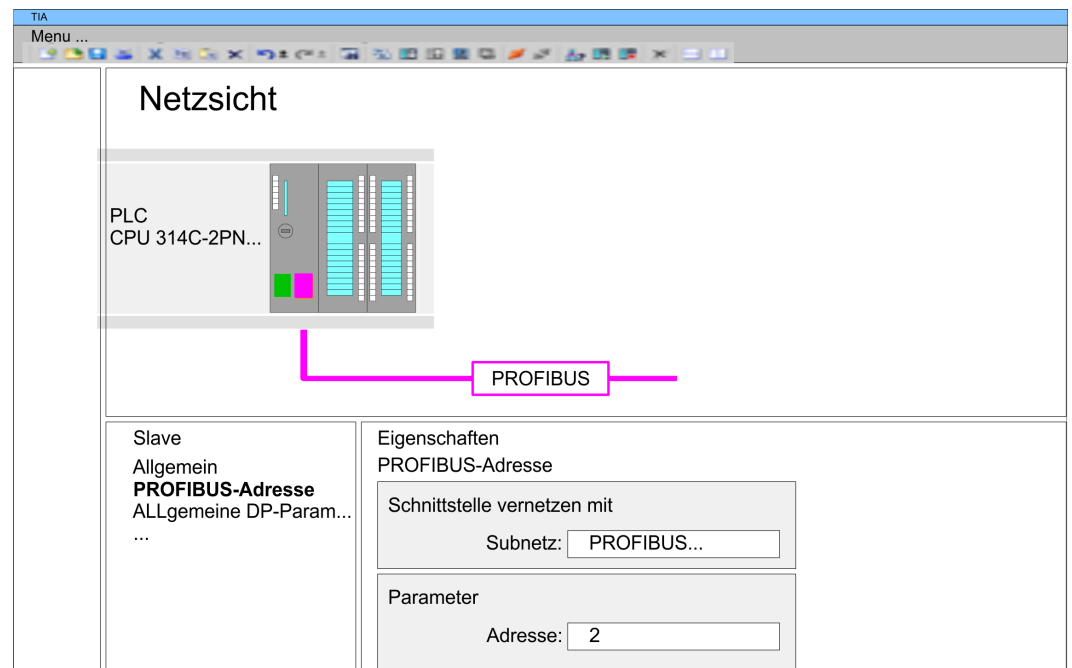 TIA
Menu ...
Netzsicht
PLC
CPU 314C-2PN...
PROFIBUS
Slave
Allgemein
PROFIBUS-Adresse
ALLgemeine DP-Param...
...
Eigenschaften
PROFIBUS-Adresse
Schnittstelle vernetzen mit
Subnetz: PROFIBUS...
Parameter
Adresse: 2